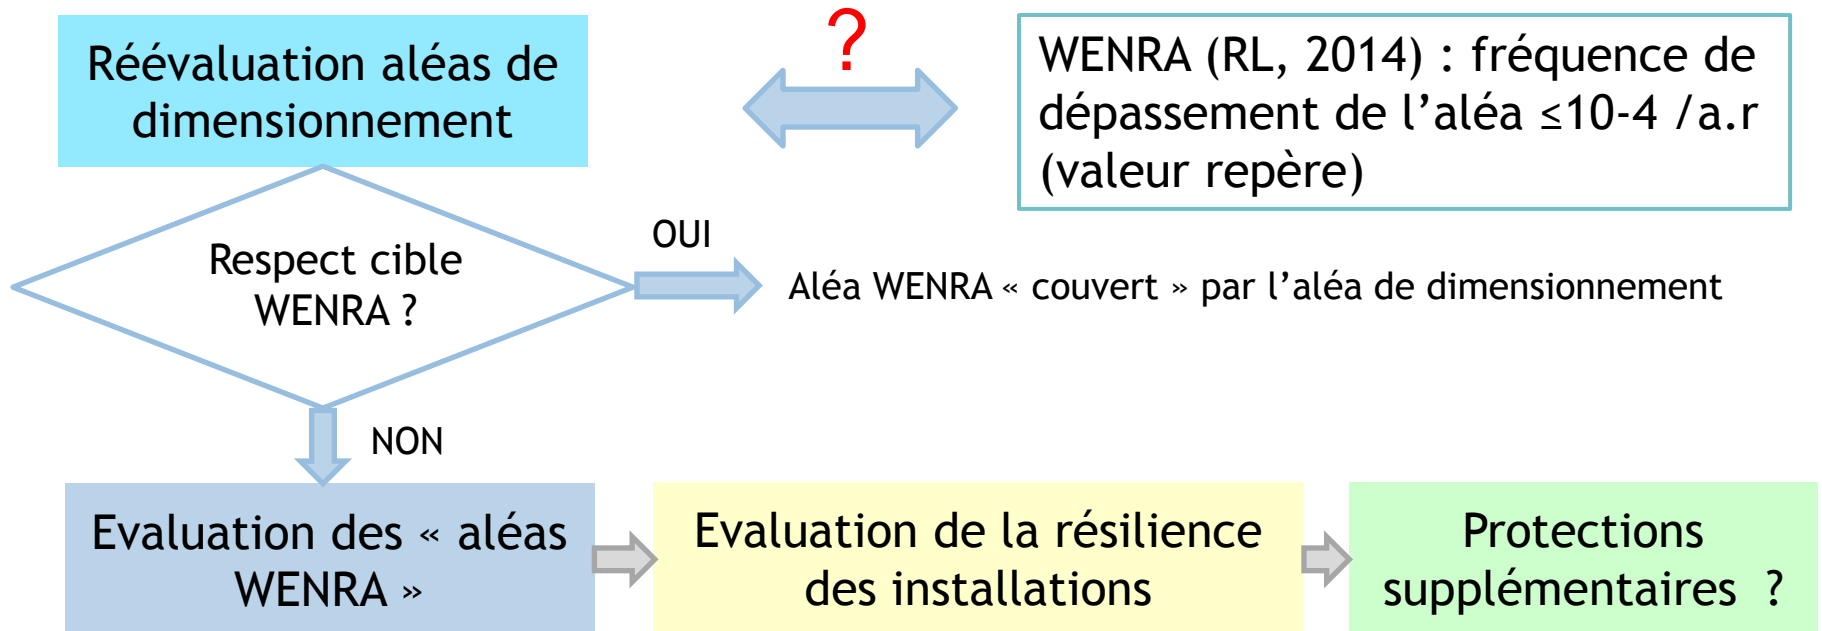 Réévaluation aléas de
dimensionnement
?
WENRA (RL, 2014) : fréquence de
dépassement de l’aléa ≤10-4 /a.r
(valeur repère)
Respect cible
WENRA ?
OUI
Aléa WENRA « couvert » par l’aléa de dimensionnement
NON
Evaluation des « aléas
WENRA »
Evaluation de la résilience
des installations
Protections
supplémentaires ?